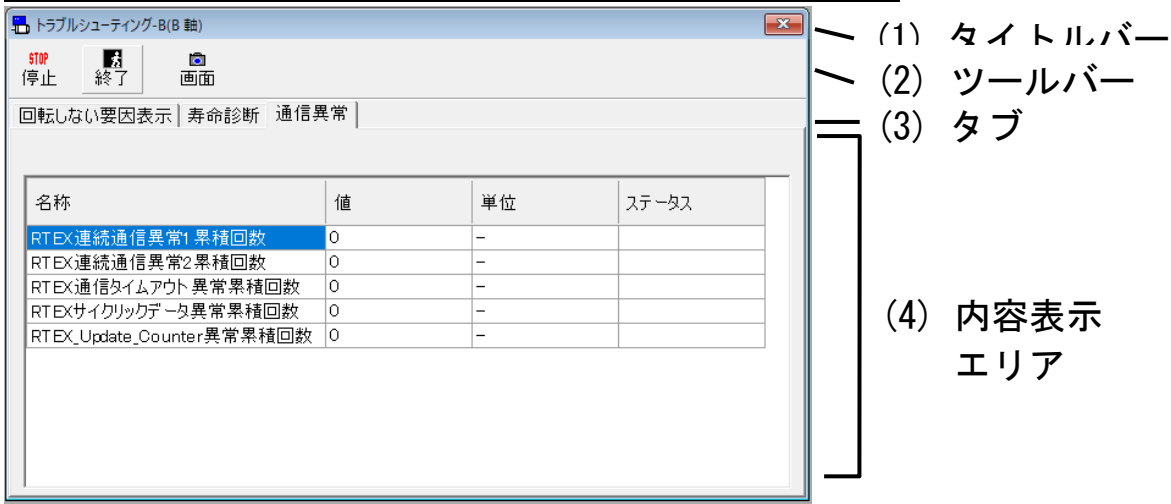 トラブルシューティング-B(B 軸)
STOP
停止 終了 画面
回転しない要因表示 寿命診断 通信異常
名称 値 単位 ステータス
RTEX連続通信異常1累積回数 0 –
RTEX連続通信異常2累積回数 0 –
RTEX通信タイムアウト異常累積回数 0 –
RTEXサイクリックデータ異常累積回数 0 –
RTEX_Update_Counter異常累積回数 0 –
(1) タイトルバー
(2) ツールバー
(3) タブ
(4) 内容表示
エリア